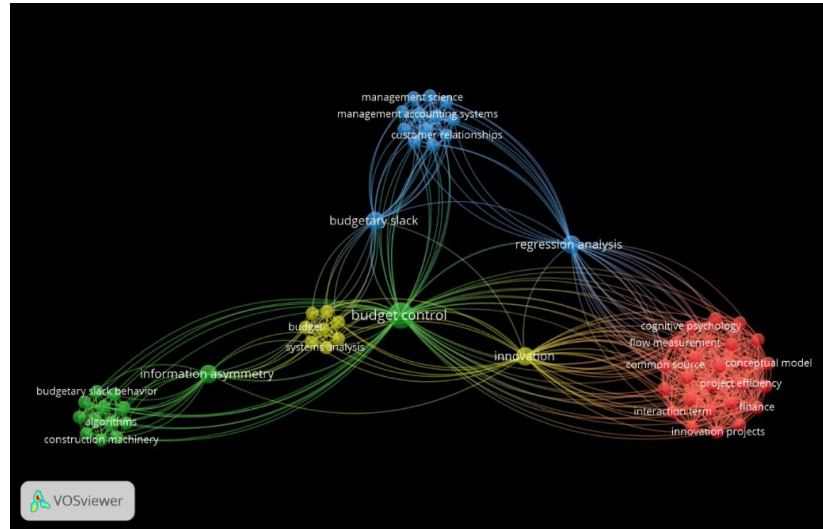 management science
management accounting systems
customer relationships
budgetary slack
regression analysis
budget control
budget
systems analysis
innovation
cognitive psychology
flow measurement
common source
conceptual model
project efficiency
interaction term
finance
innovation projects
information asymmetry
budgetary slack behavior
algorithms
construction machinery
VOSviewer